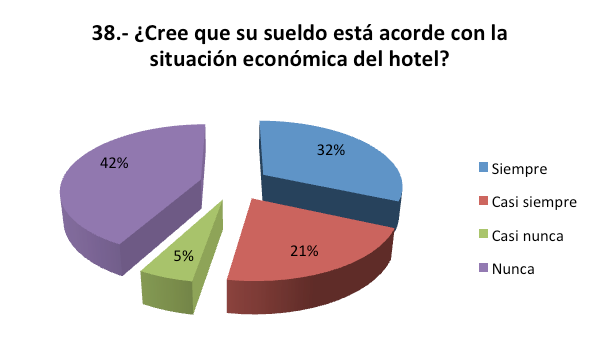 38.- ¿Cree que su sueldo está acorde con la
situación económica del hotel?
42%
32%
5%
21%
Siempre
Casi siempre
Casi nunca
Nunca